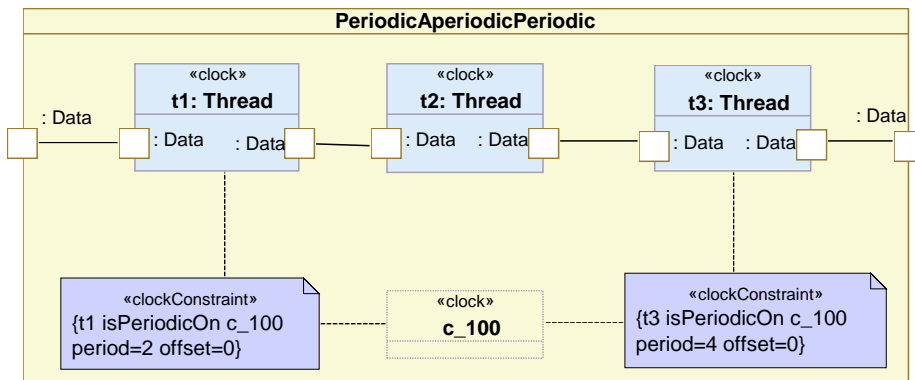 PeriodicAperiodicPeriodic
«clock»
t1: Thread
«clock»
t2: Thread
«clock»
t3: Thread
: Data
: Data
: Data
: Data
: Data
: Data
: Data
: Data
«clockConstraint»
{t1 isPeriodicOn c_100
period=2 offset=0}
«clock»
c_100
«clockConstraint»
{t3 isPeriodicOn c_100
period=4 offset=0}